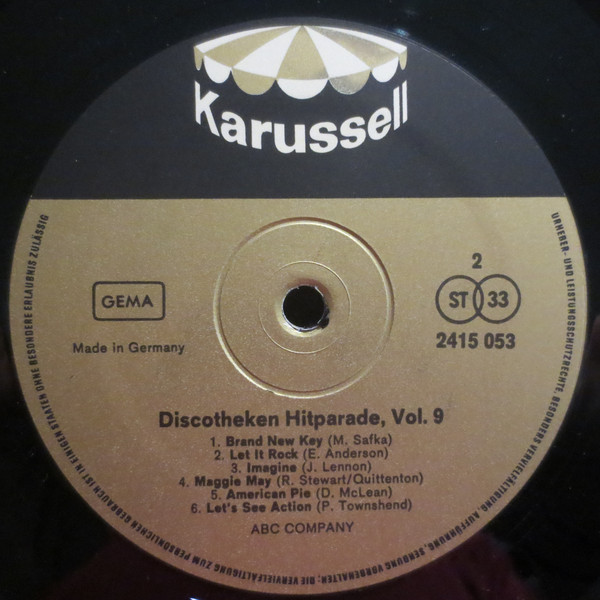 Karussell
GEMA
Made in Germany
2
ST 33
2415 053
Discotheken Hitparade, Vol. 9
1. Brand New Key (M. Safka)
2. Let It Rock (E. Anderson)
3. Imagine (J. Lennon)
4. Maggie May (R. Stewart/Quittenton)
5. American Pie (D. McLean)
6. Let's See Action (P. Townshend)
ABC COMPANY
URHEBER- UND LEISTUNGSSCHUTZRECHTE, BESONDERS VERVIELFÄLTIGUNG, AUFFÜHRUNG, SENDUNG VORBEHALTEN; DIE VERVIELFÄLTIGUNG ZUM PERSÖNLICHEN GEBRAUCH IST IN EINIGEN STAATEN OHNE BESONDERE ERLAUBNIS ZULÄSSIG